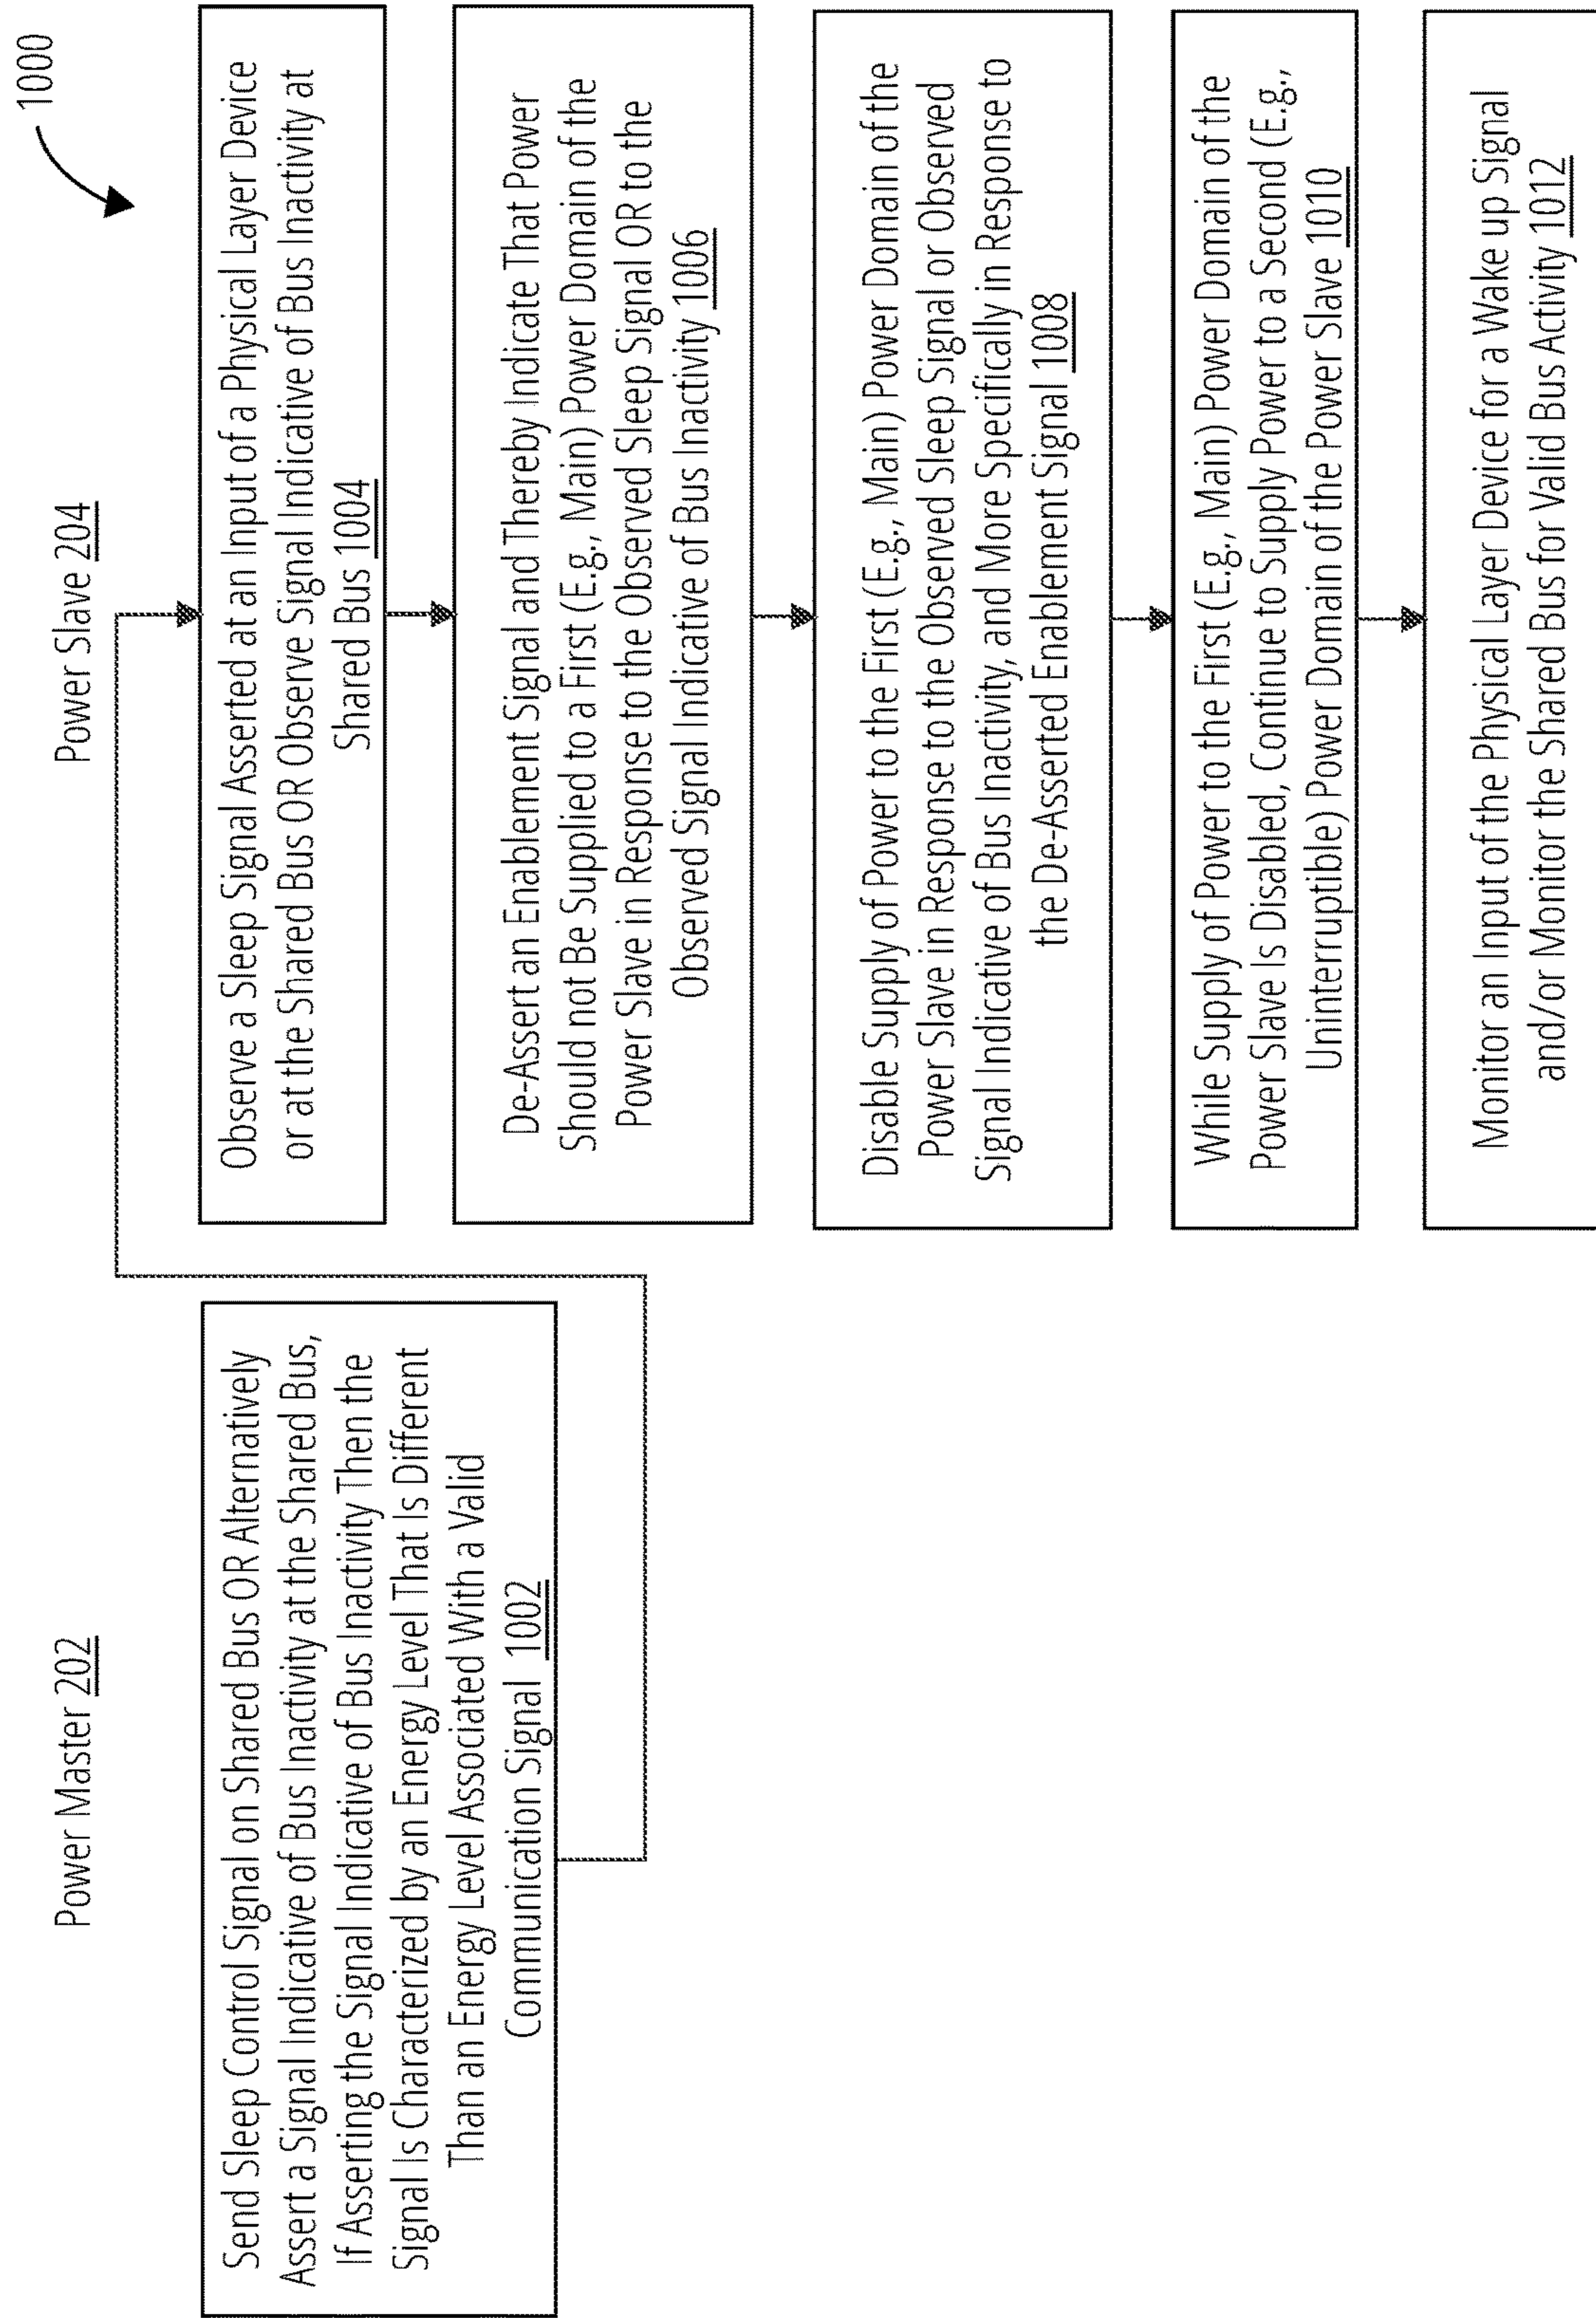 1000
Power Master 202
Power Slave 204
Send Sleep Control Signal on Shared Bus OR Alternatively
Assert a Signal Indicative of Bus Inactivity at the Shared Bus,
If Asserting the Signal Indicative of Bus Inactivity Then the
Signal Is Characterized by an Energy Level That Is Different
Than an Energy Level Associated With a Valid
Communication Signal 1002
Observe a Sleep Signal Asserted at an Input of a Physical Layer Device
or at the Shared Bus OR Observe Signal Indicative of Bus Inactivity at
Shared Bus 1004
De-Assert an Enablement Signal and Thereby Indicate That Power
Should not Be Supplied to a First (E.g., Main) Power Domain of the
Power Slave in Response to the Observed Sleep Signal OR to the
Observed Signal Indicative of Bus Inactivity 1006
Disable Supply of Power to the First (E.g., Main) Power Domain of the
Power Slave in Response to the Observed Sleep Signal or Observed
Signal Indicative of Bus Inactivity, and More Specifically in Response to
the De-Asserted Enablement Signal 1008
While Supply of Power to the First (E.g., Main) Power Domain of the
Power Slave Is Disabled, Continue to Supply Power to a Second (E.g.,
Uninterruptible) Power Domain of the Power Slave 1010
Monitor an Input of the Physical Layer Device for a Wake up Signal
and/or Monitor the Shared Bus for Valid Bus Activity 1012